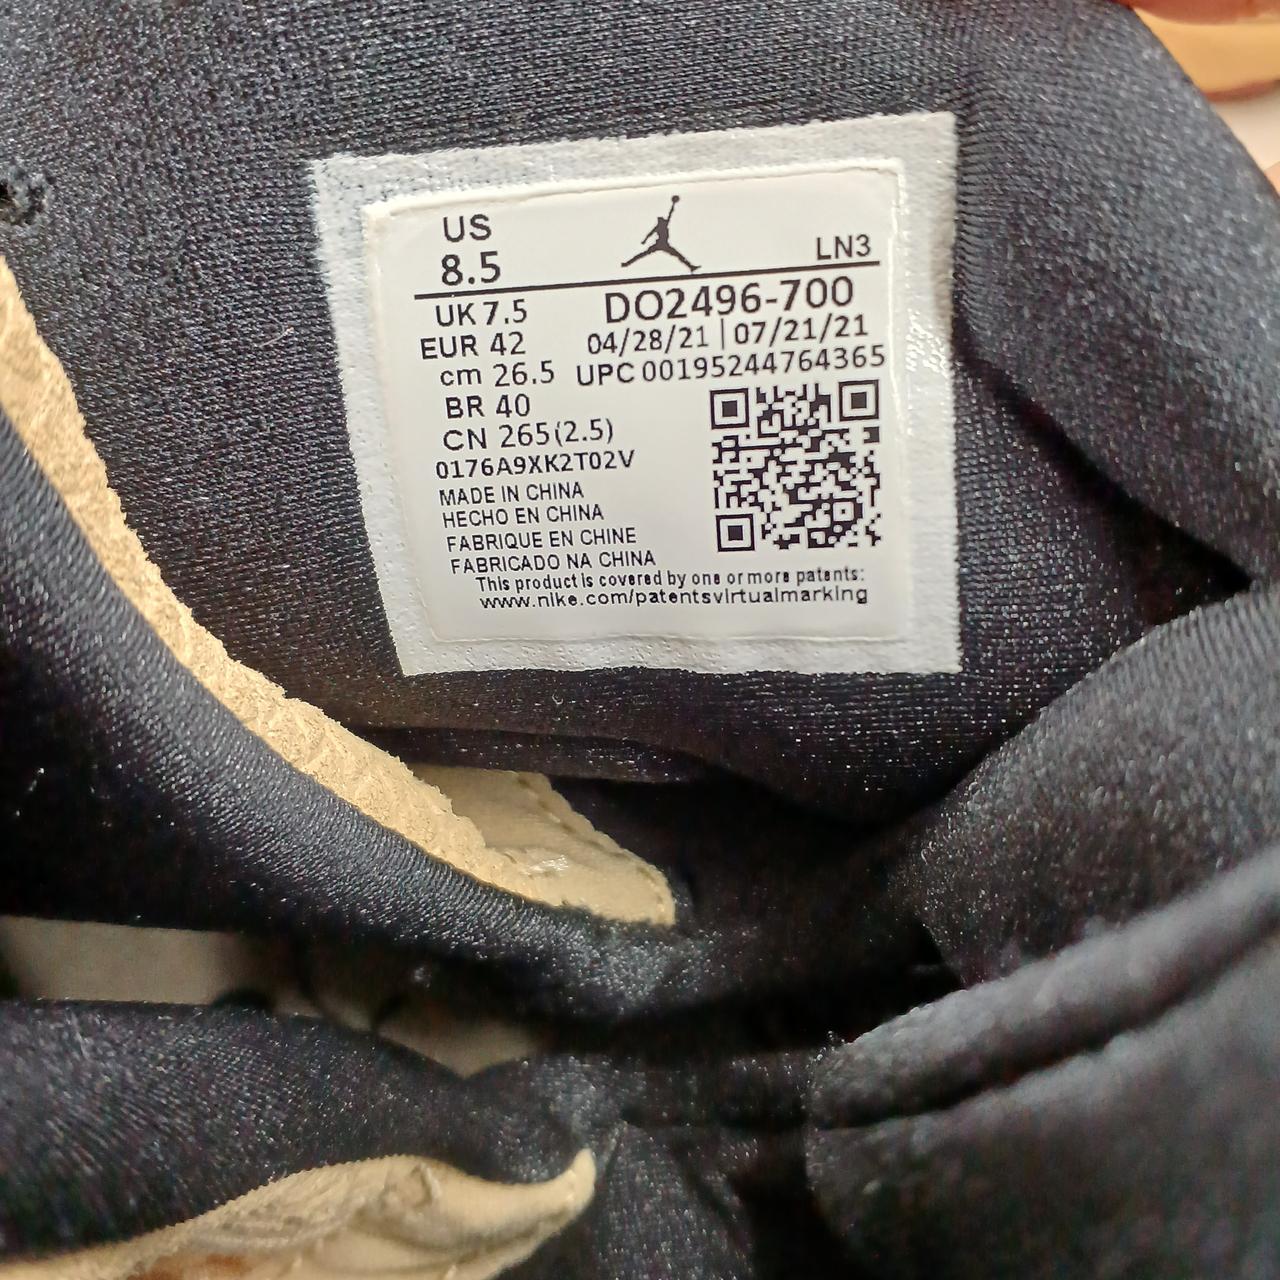 US
8.5
LN3
UK 7.5
DO2496-700
EUR 42
04/28/21 | 07/21/21
cm 26.5
UPC 00195244764365
BR 40
CN 265(2.5)
0176A9XK2T02V
MADE IN CHINA
HECHO EN CHINA
FABRIQUE EN CHINE
FABRICADO NA CHINA
This product is covered by one or more patents:
www.nike.com/patentsvirtualmarking